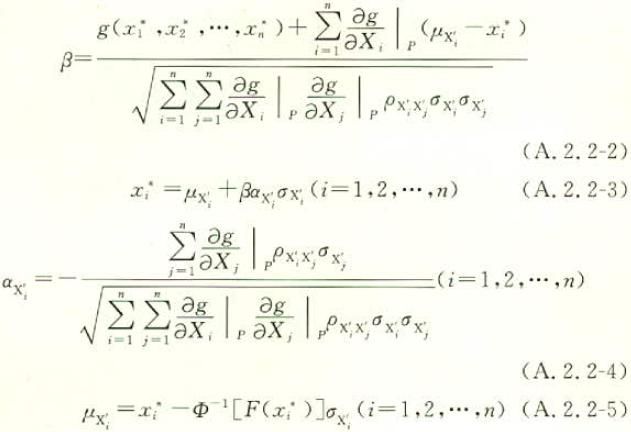 $$\beta=\frac{g(x_1^*,x_2^*,\cdots,x_n^*)+\sum_{i=1}^{n}\frac{\partial g}{\partial X_i}\Big|_P(\mu_{X_i'}-x_i^*)}{\sqrt{\sum_{i=1}^{n}\sum_{j=1}^{n}\frac{\partial g}{\partial X_i}\Big|_P\frac{\partial g}{\partial X_j}\Big|_P\rho_{X_i'X_j'}\sigma_{X_i'}\sigma_{X_j'}}}$$
(A.2.2-2)
$$x_i^*=\mu_{X_i'}+\beta\alpha_{X_i'}\sigma_{X_i'}(i=1,2,\cdots,n)$$ (A.2.2-3)
$$\alpha_{X_i'}=-\frac{\sum_{j=1}^{n}\frac{\partial g}{\partial X_j}\Big|_P\rho_{X_i'X_j'}\sigma_{X_j'}}{\sqrt{\sum_{i=1}^{n}\sum_{j=1}^{n}\frac{\partial g}{\partial X_i}\Big|_P\frac{\partial g}{\partial X_j}\Big|_P\rho_{X_i'X_j'}\sigma_{X_i'}\sigma_{X_j'}}}(i=1,2,\cdots,n)$$
(A.2.2-4)
$$\mu_{X_i'}=x_i^*-\Phi^{-1}[F(x_i^*)]\sigma_{X_i'}(i=1,2,\cdots,n)$$ (A.2.2-5)